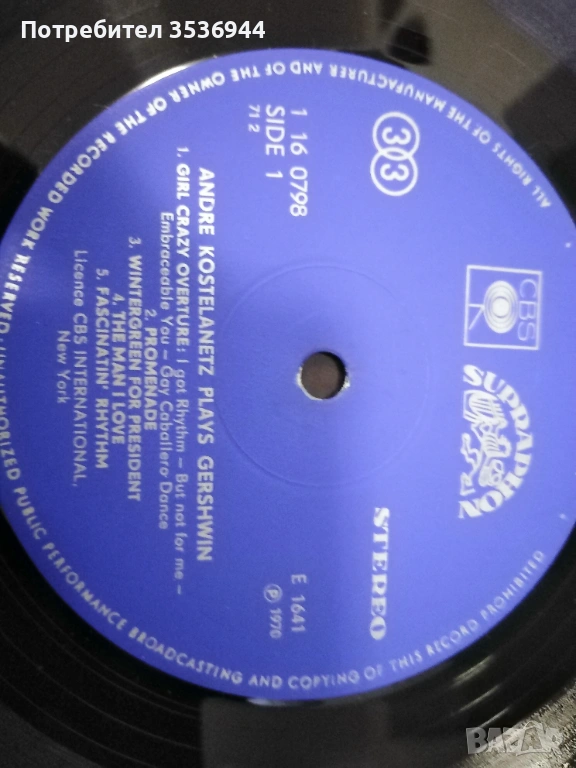 Потребител 3536944
ALL RIGHTS OF THE MANUFACTURER AND OF THE OWNER OF THE RECORDED WORK RESERVED · UNAUTHORIZED PUBLIC PERFORMANCE BROADCASTING AND COPYING OF THIS RECORD PROHIBITED
CBS
SUPRAPHON
33
STEREO
1 16 0798
SIDE 1
71 2
E 1641
Ⓟ 1970
ANDRE KOSTELANETZ PLAYS GERSHWIN
1. GIRL CRAZY OVERTURE: I got Rhythm – But not for me –
Embraceable You – Gay Caballero Dance
2. PROMENADE
3. WINTERGREEN FOR PRESIDENT
4. THE MAN I LOVE
5. FASCINATIN' RHYTHM
Licence CBS INTERNATIONAL,
New York
BAZAR